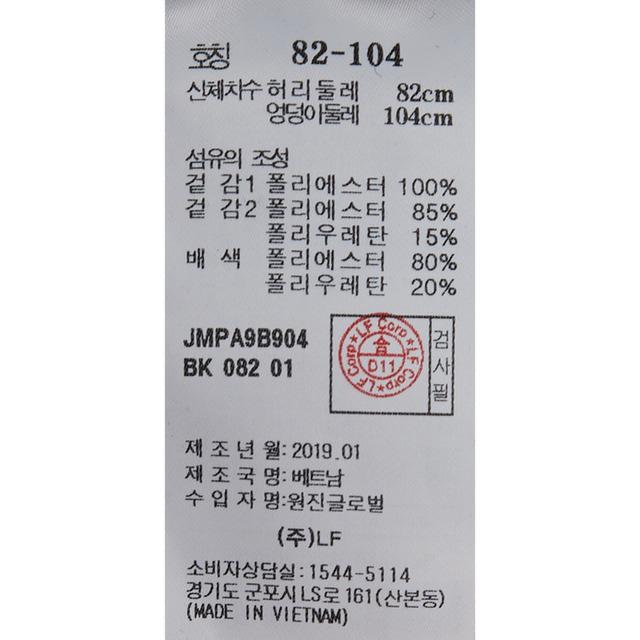 호칭 82-104
신체치수 허리둘레 82cm
엉덩이둘레 104cm
섬유의 조성
겉 감1 폴리에스터 100%
겉 감2 폴리에스터 85%
폴리우레탄 15%
배 색 폴리에스터 80%
폴리우레탄 20%
JMPA9B904
BK 082 01
LF Corp★LF Corp★LF Corp★
合
D11
검사필
제 조 년 월: 2019.01
제 조 국 명: 베트남
수 입 자 명: 원진글로벌
(주)LF
소비자상담실: 1544-5114
경기도 군포시 LS로 161(산본동)
(MADE IN VIETNAM)